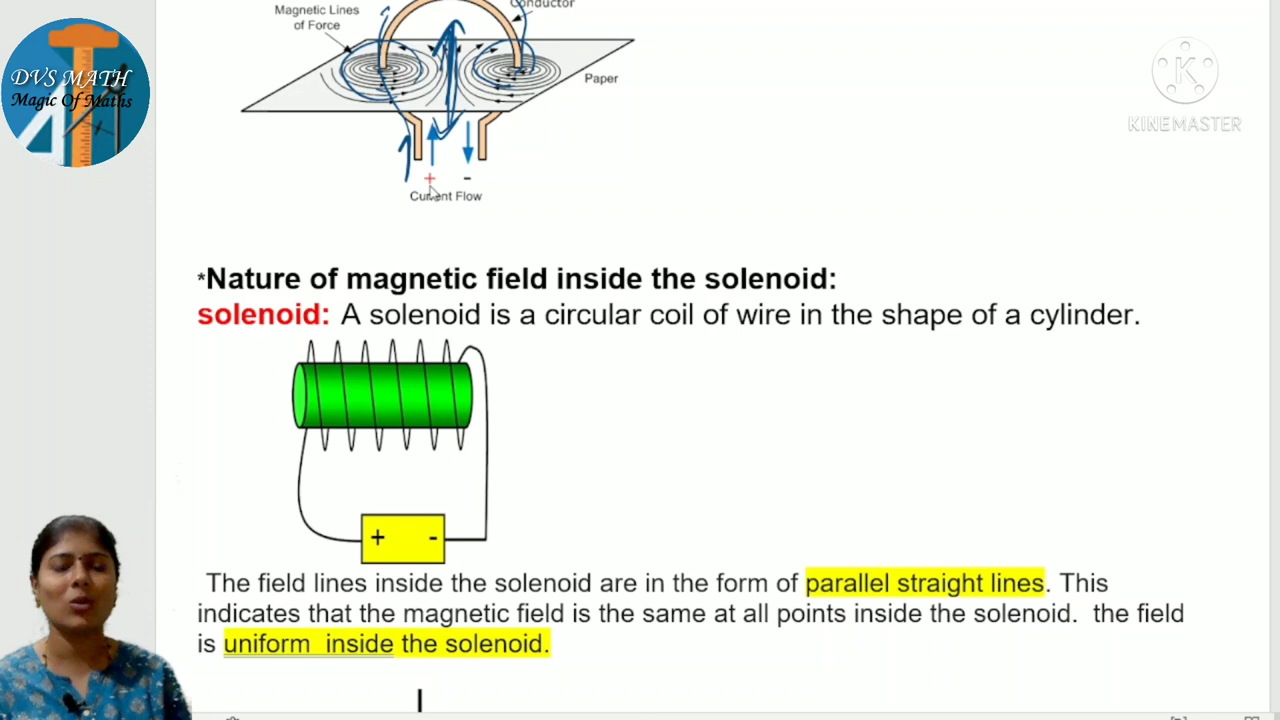 Magnetic Lines
of Force
Conductor
DVS MATH
Magic Of Maths
Paper
K
KINEMASTER
+ -
Current Flow
*Nature of magnetic field inside the solenoid:
solenoid: A solenoid is a circular coil of wire in the shape of a cylinder.
+ -
The field lines inside the solenoid are in the form of parallel straight lines. This
indicates that the magnetic field is the same at all points inside the solenoid. the field
is uniform inside the solenoid.